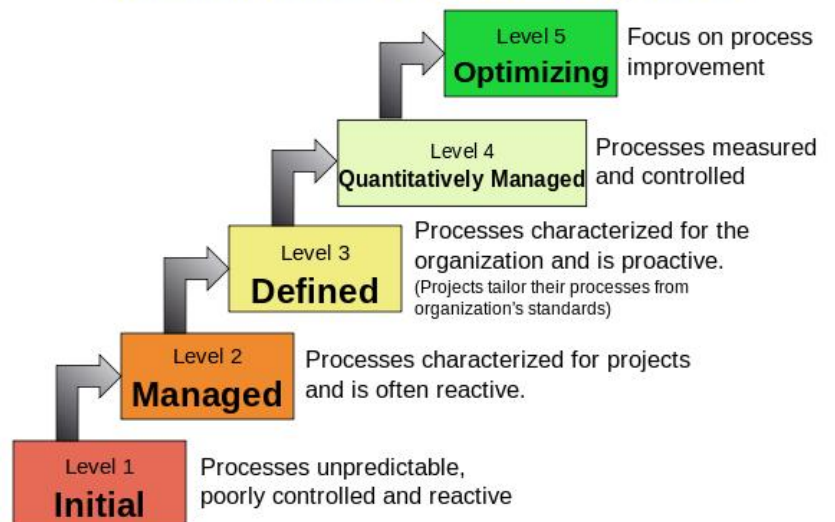 Level 5
Optimizing
Focus on process
improvement
Level 4
Quantitatively Managed
Processes measured
and controlled
Level 3
Defined
Processes characterized for the
organization and is proactive.
(Projects tailor their processes from
organization's standards)
Level 2
Managed
Processes characterized for projects
and is often reactive.
Level 1
Initial
Processes unpredictable,
poorly controlled and reactive